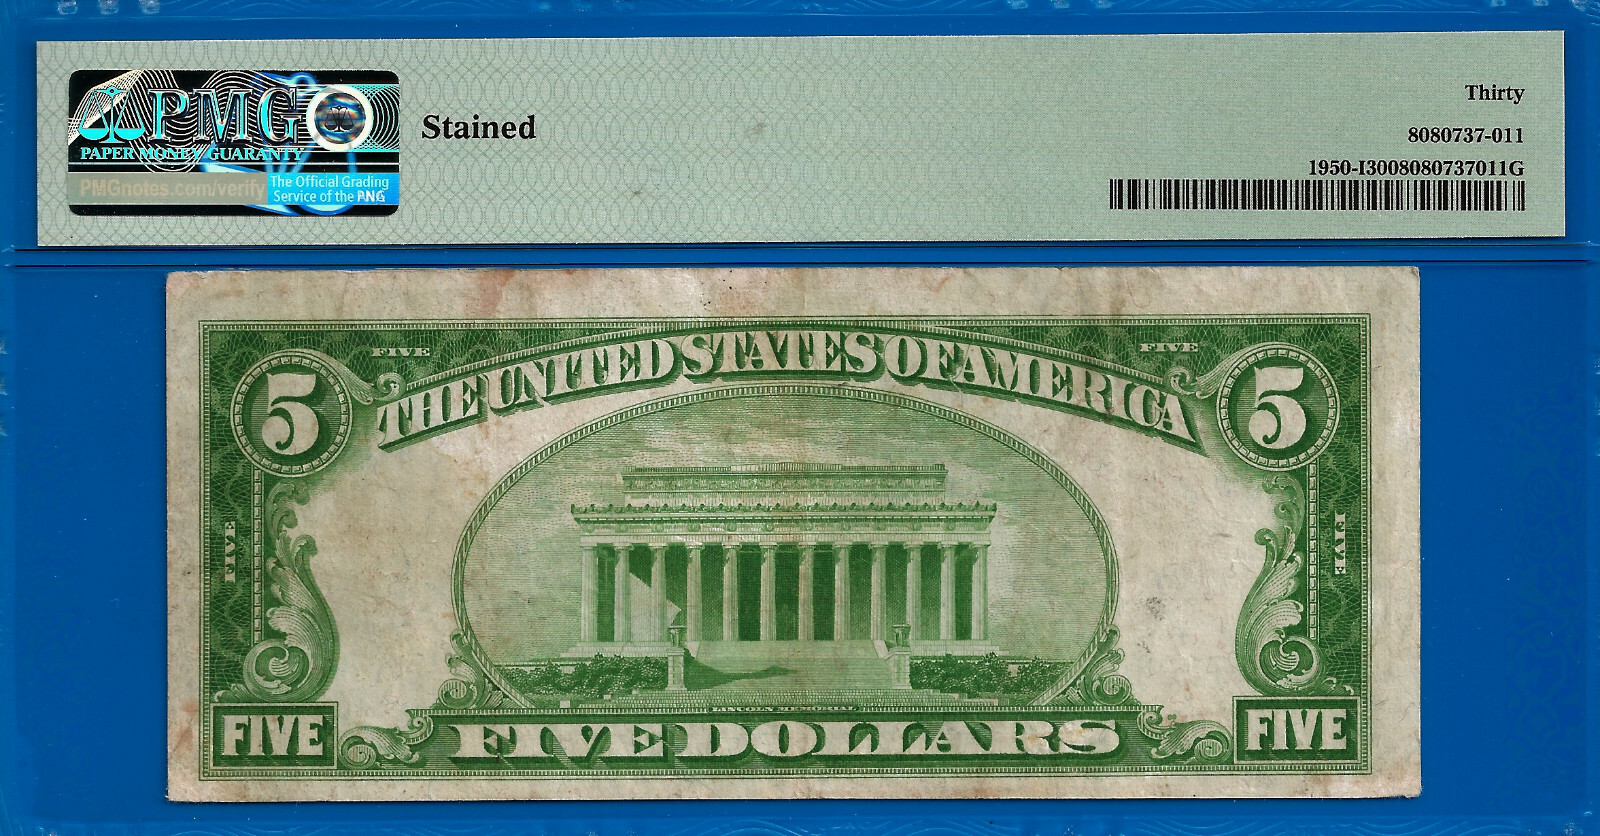 PMG
PAPER MONEY GUARANTY
PMGnotes.com/verify
The Official Grading
Service of the PNG
Stained
Thirty
8080737-011
1950-I3008080737011G
FIVE
FIVE
5
THE UNITED STATES OF AMERICA
5
FIVE
FIVE
LINCOLN MEMORIAL
FIVE
FIVE DOLLARS
FIVE